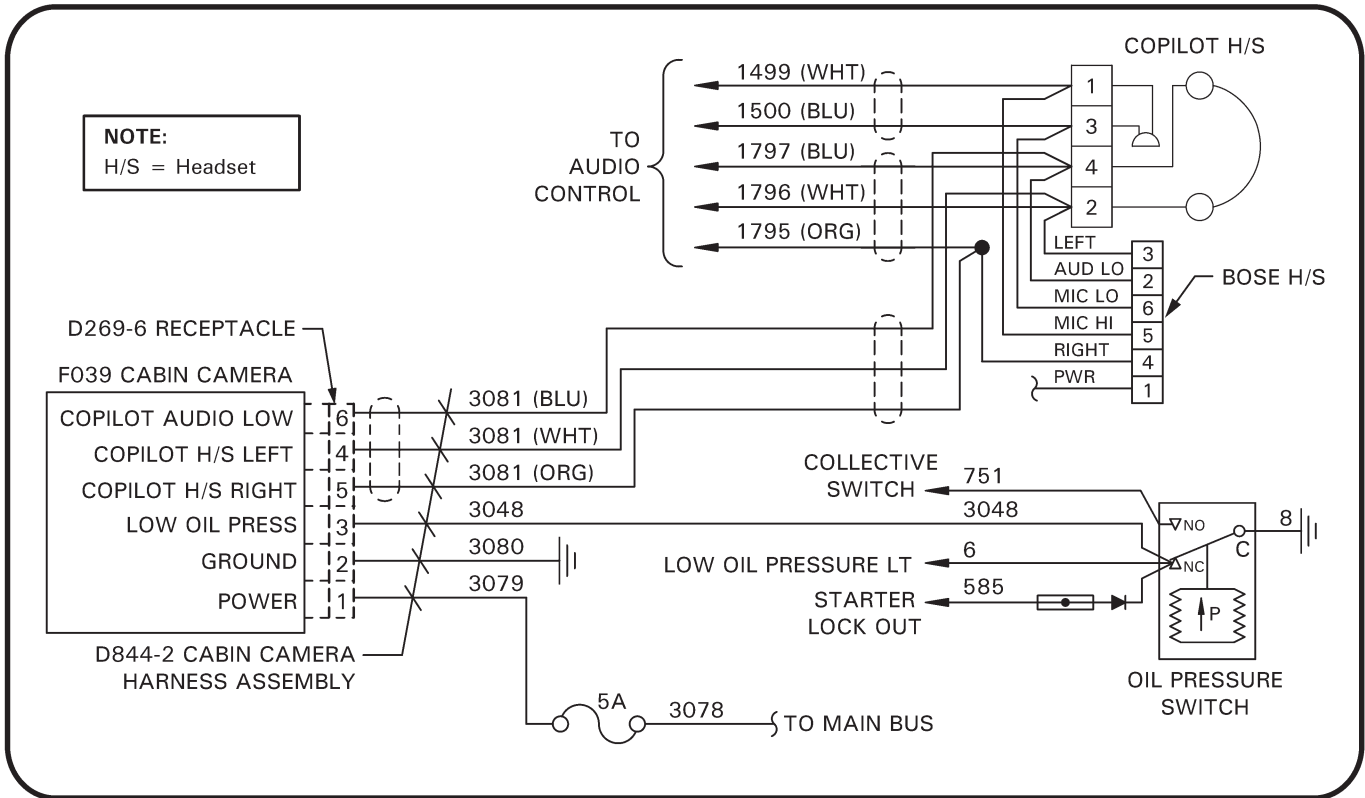 COPILOT H/S
NOTE:
H/S = Headset
TO
AUDIO
CONTROL
1499 (WHT)
1500 (BLU)
1797 (BLU)
1796 (WHT)
1795 (ORG)
1
3
4
2
LEFT
AUD LO
MIC LO
MIC HI
RIGHT
PWR
3
2
6
5
4
1
BOSE H/S
D269-6 RECEPTACLE
F039 CABIN CAMERA
COPILOT AUDIO LOW
COPILOT H/S LEFT
COPILOT H/S RIGHT
LOW OIL PRESS
GROUND
POWER
6
4
5
3
2
1
3081 (BLU)
3081 (WHT)
3081 (ORG)
3048
3080
3079
D844-2 CABIN CAMERA
HARNESS ASSEMBLY
5A
3078
TO MAIN BUS
COLLECTIVE
SWITCH
751
3048
LOW OIL PRESSURE LT
6
STARTER
LOCK OUT
585
NO
NC
C
8
P
OIL PRESSURE
SWITCH